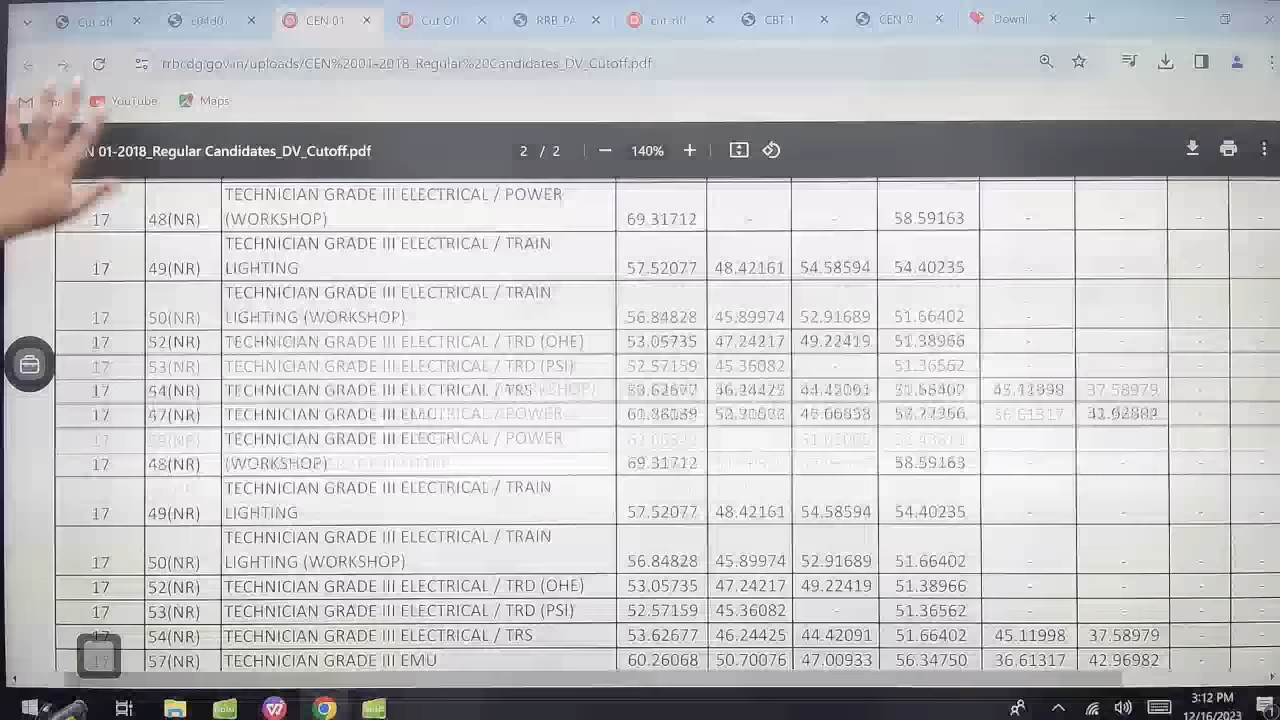 Cut off
c04d0
CEN 01
Cut Off
RRB PA
cut off
CBT 1
CEN 0
Downl
rrbcdg.gov.in/uploads/CEN%2001-2018_Regular%20Candidates_DV_Cutoff.pdf
YouTube
Maps
N 01-2018_Regular Candidates_DV_Cutoff.pdf
2 / 2
140%
17 48(NR) TECHNICIAN GRADE III ELECTRICAL / POWER
(WORKSHOP) 69.31712 - - 58.59163 - - - -
17 49(NR) TECHNICIAN GRADE III ELECTRICAL / TRAIN
LIGHTING 57.52077 48.42161 54.58594 54.40235 - - - -
17 50(NR) TECHNICIAN GRADE III ELECTRICAL / TRAIN
LIGHTING (WORKSHOP) 56.84828 45.89974 52.91689 51.66402 - - - -
17 52(NR) TECHNICIAN GRADE III ELECTRICAL / TRD (OHE) 53.05735 47.24217 49.22419 51.38966 - - - -
17 53(NR) TECHNICIAN GRADE III ELECTRICAL / TRD (PSI) 52.57159 45.36082 - 51.36562 - - - -
17 54(NR) TECHNICIAN GRADE III ELECTRICAL / TRS 37.58979 - -
17 TECHNICIAN GRADE III 36.61317 - -
17 TECHNICIAN GRADE III ELECTRICAL / POWER
17 48(NR) (WORKSHOP) 69.31712 58.59163 - - - -
17 49(NR) TECHNICIAN GRADE III ELECTRICAL / TRAIN
LIGHTING 57.52077 48.42161 54.58594 54.40235 - - - -
17 50(NR) TECHNICIAN GRADE III ELECTRICAL / TRAIN
LIGHTING (WORKSHOP) 56.84828 45.89974 52.91689 51.66402 - - - -
17 52(NR) TECHNICIAN GRADE III ELECTRICAL / TRD (OHE) 53.05735 47.24217 49.22419 51.38966 - - - -
17 53(NR) TECHNICIAN GRADE III ELECTRICAL / TRD (PSI) 52.57159 45.36082 - 51.36562 - - - -
17 54(NR) TECHNICIAN GRADE III ELECTRICAL / TRS 53.62677 46.24425 44.42091 51.66402 45.11998 37.58979 - -
17 57(NR) TECHNICIAN GRADE III EMU 60.26068 50.70076 47.00933 56.34750 36.61317 42.96982 - -
3:12 PM
12/16/2023